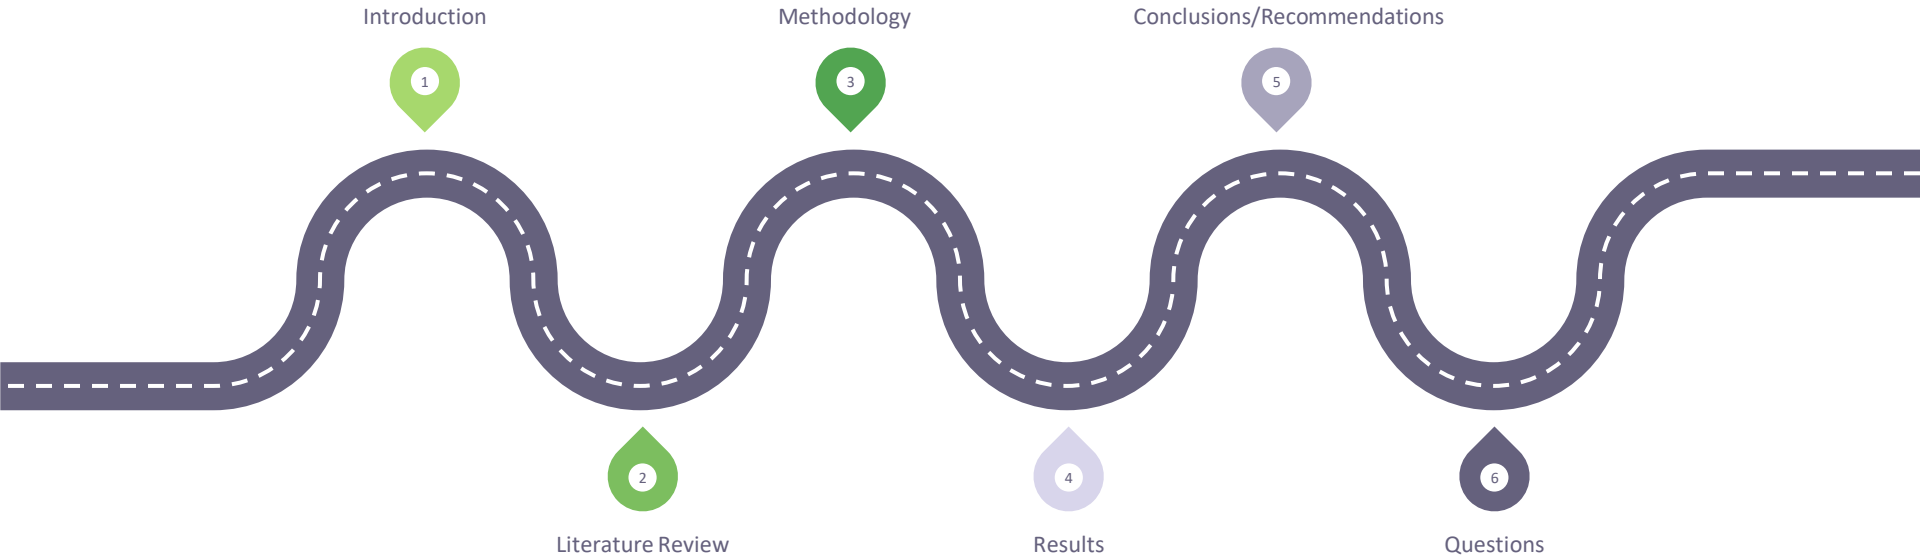 Introduction
1
2
Literature Review
Methodology
3
4
Results
Conclusions/Recommendations
5
6
Questions